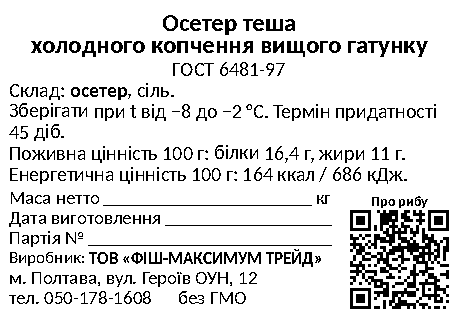 Осетер теша
холодного копчення вищого гатунку
ГОСТ 6481-97
Склад: осетер, сіль.
Зберігати при t від −8 до −2 °С. Термін придатності
45 діб.
Поживна цінність 100 г: білки 16,4 г, жири 11 г.
Енергетична цінність 100 г: 164 ккал / 686 кДж.
Маса нетто ____________________ кг
Дата виготовлення ________________
Партія № ________________________
Про рибу
Виробник: ТОВ «ФІШ-МАКСИМУМ ТРЕЙД»
м. Полтава, вул. Героїв ОУН, 12
тел. 050-178-1608 без ГМО